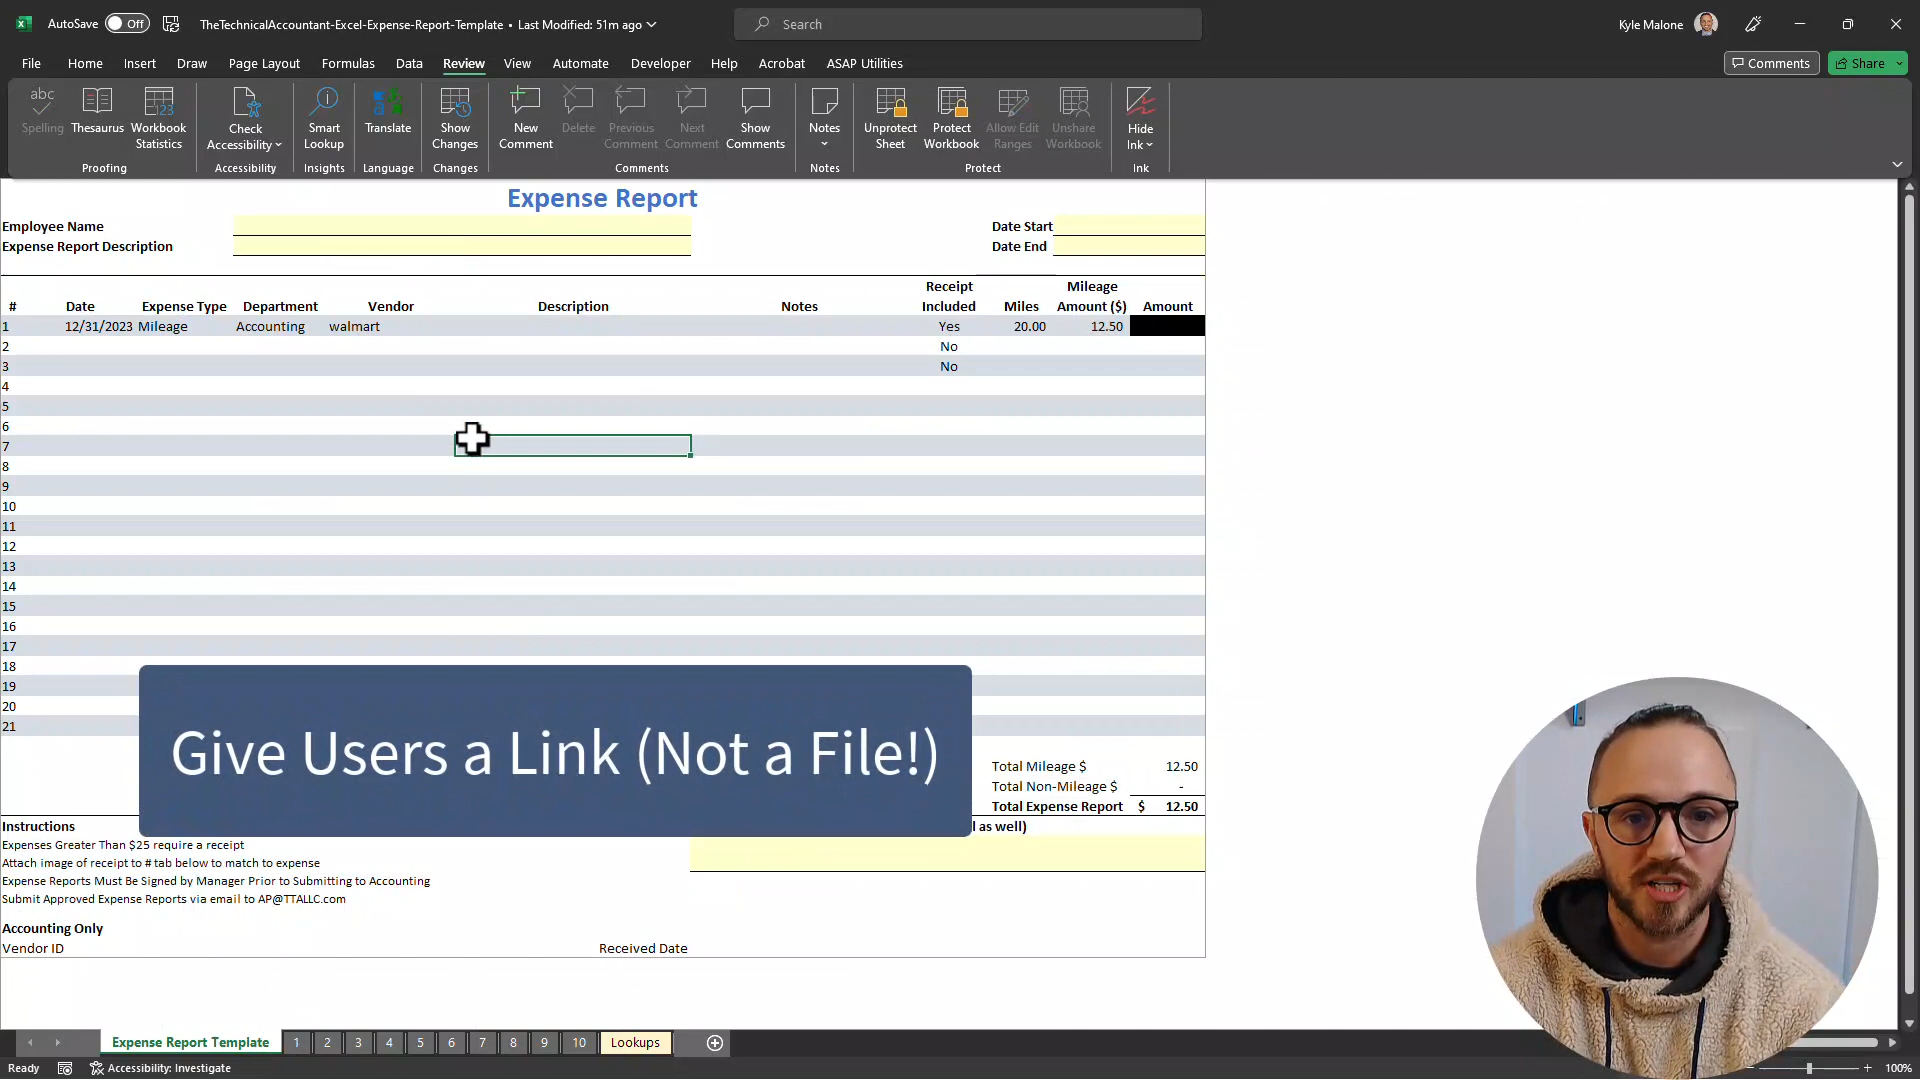 AutoSave Off TheTechnicalAccountant-Excel-Expense-Report-Template • Last Modified: 51m ago Search Kyle Malone
File Home Insert Draw Page Layout Formulas Data Review View Automate Developer Help Acrobat ASAP Utilities Comments Share
abc 123
Spelling Thesaurus Workbook Statistics Check Accessibility Smart Lookup Translate Show Changes New Comment Delete Previous Comment Next Comment Show Comments Notes Unprotect Sheet Protect Workbook Allow Edit Ranges Unshare Workbook Hide Ink
Proofing Accessibility Insights Language Changes Comments Notes Protect Ink
Expense Report
Employee Name Date Start
Expense Report Description Date End
# Date Expense Type Department Vendor Description Notes Receipt Included Miles Mileage Amount ($) Amount
1 12/31/2023 Mileage Accounting walmart Yes 20.00 12.50
2 No
3 No
4
5
6
7
8
9
10
11
12
13
14
15
16
17
18
19
20
21
Give Users a Link (Not a File!)
Total Mileage $ 12.50
Total Non-Mileage $ -
Total Expense Report $ 12.50
Instructions l as well)
Expenses Greater Than $25 require a receipt
Attach image of receipt to # tab below to match to expense
Expense Reports Must Be Signed by Manager Prior to Submitting to Accounting
Submit Approved Expense Reports via email to AP@TTALLC.com
Accounting Only
Vendor ID Received Date
Expense Report Template 1 2 3 4 5 6 7 8 9 10 Lookups
Ready Accessibility: Investigate 100%